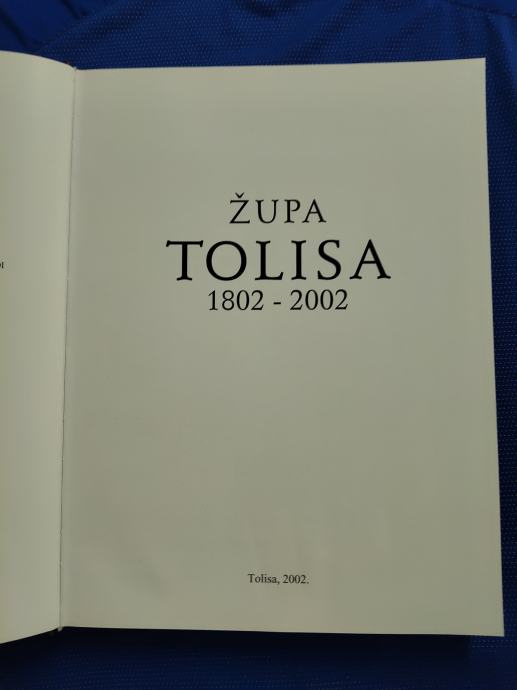 ŽUPA
TOLISA
1802 - 2002
Tolisa, 2002.